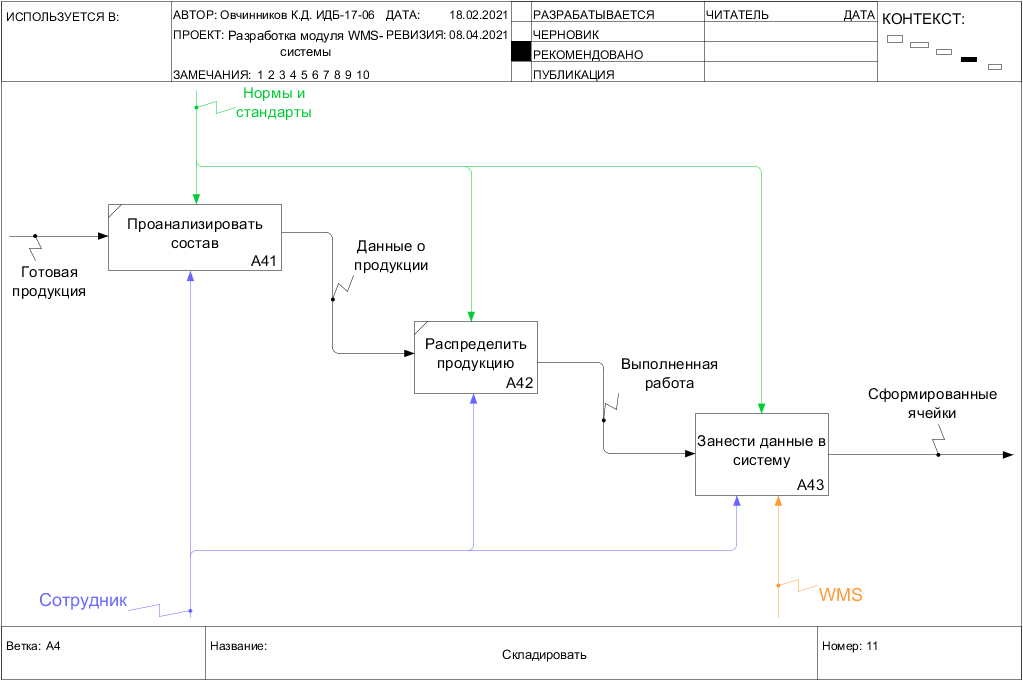 ИСПОЛЬЗУЕТСЯ В:
АВТОР: Овчинников К.Д. ИДБ-17-06 ДАТА: 18.02.2021
ПРОЕКТ: Разработка модуля WMS- РЕВИЗИЯ: 08.04.2021
системы
ЗАМЕЧАНИЯ: 1 2 3 4 5 6 7 8 9 10
РАЗРАБАТЫВАЕТСЯ
ЧЕРНОВИК
РЕКОМЕНДОВАНО
ПУБЛИКАЦИЯ
ЧИТАТЕЛЬ ДАТА
КОНТЕКСТ:
Нормы и
стандарты
Проанализировать
состав
A41
Готовая
продукция
Данные о
продукции
Распределить
продукцию
A42
Выполненная
работа
Сформированные
ячейки
Занести данные в
систему
A43
Сотрудник
WMS
Ветка: A4
Название:
Складировать
Номер: 11